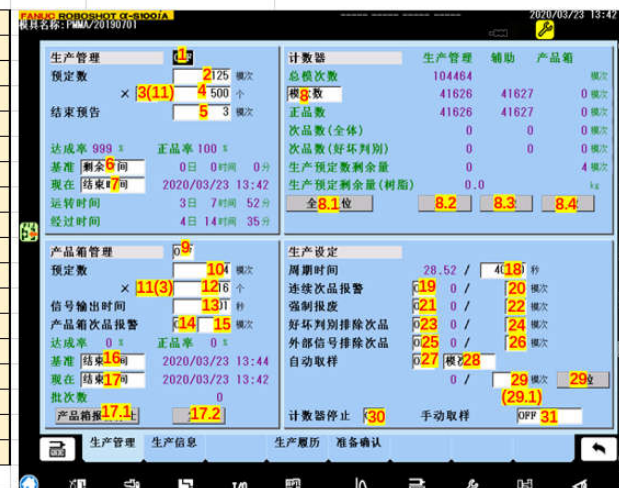 FANUC ROBOSHOT α-S100iA
2020/03/23 13:42
模具名称: PMMA/20190701
生产管理 1
预定数 2 125 模次
× 3(11) 4 500 个
结束预告 5 3 模次
达成率 999 % 正品率 100 %
基准 剩余 6 间 0日 0时间 0分
现在 结束 7 间 2020/03/23 13:42
运转时间 3日 7时间 52分
经过时间 4日 14时间 35分
计数器 生产管理 辅助 产品箱
总模次数 104464 模次
模 8 数 41626 41627 0 模次
正品数 41626 41627 0 模次
次品数(全体) 0 0 0 模次
次品数(好坏判别) 0 0 0 模次
生产预定数剩余量 0 4 模次
生产预定剩余量(树脂) 0.0 kg
全 8.1 位 8.2 8.3 8.4
产品箱管理 9
预定数 10 4 模次
× 11(3) 12 16 个
信号输出时间 13 01 秒
产品箱次品报警 14 15 模次
达成率 0 % 正品率 0 %
基准 结束 16 间 2020/03/23 13:44
现在 结束 17 间 2020/03/23 13:42
批次数 0
产品箱报 17.1 止 17.2
生产设定
周期时间 28.52 / 40 18 0 秒
连续次品报警 19 0 / 20 模次
强制报废 21 0 / 22 模次
好坏判别排除次品 23 0 / 24 模次
外部信号排除次品 25 0 / 26 模次
自动取样 27 模 28
0 / 29 模次 29 位
(29.1)
计数器停止 30 手动取样 OFF 31
生产管理 生产信息 生产履历 准备确认